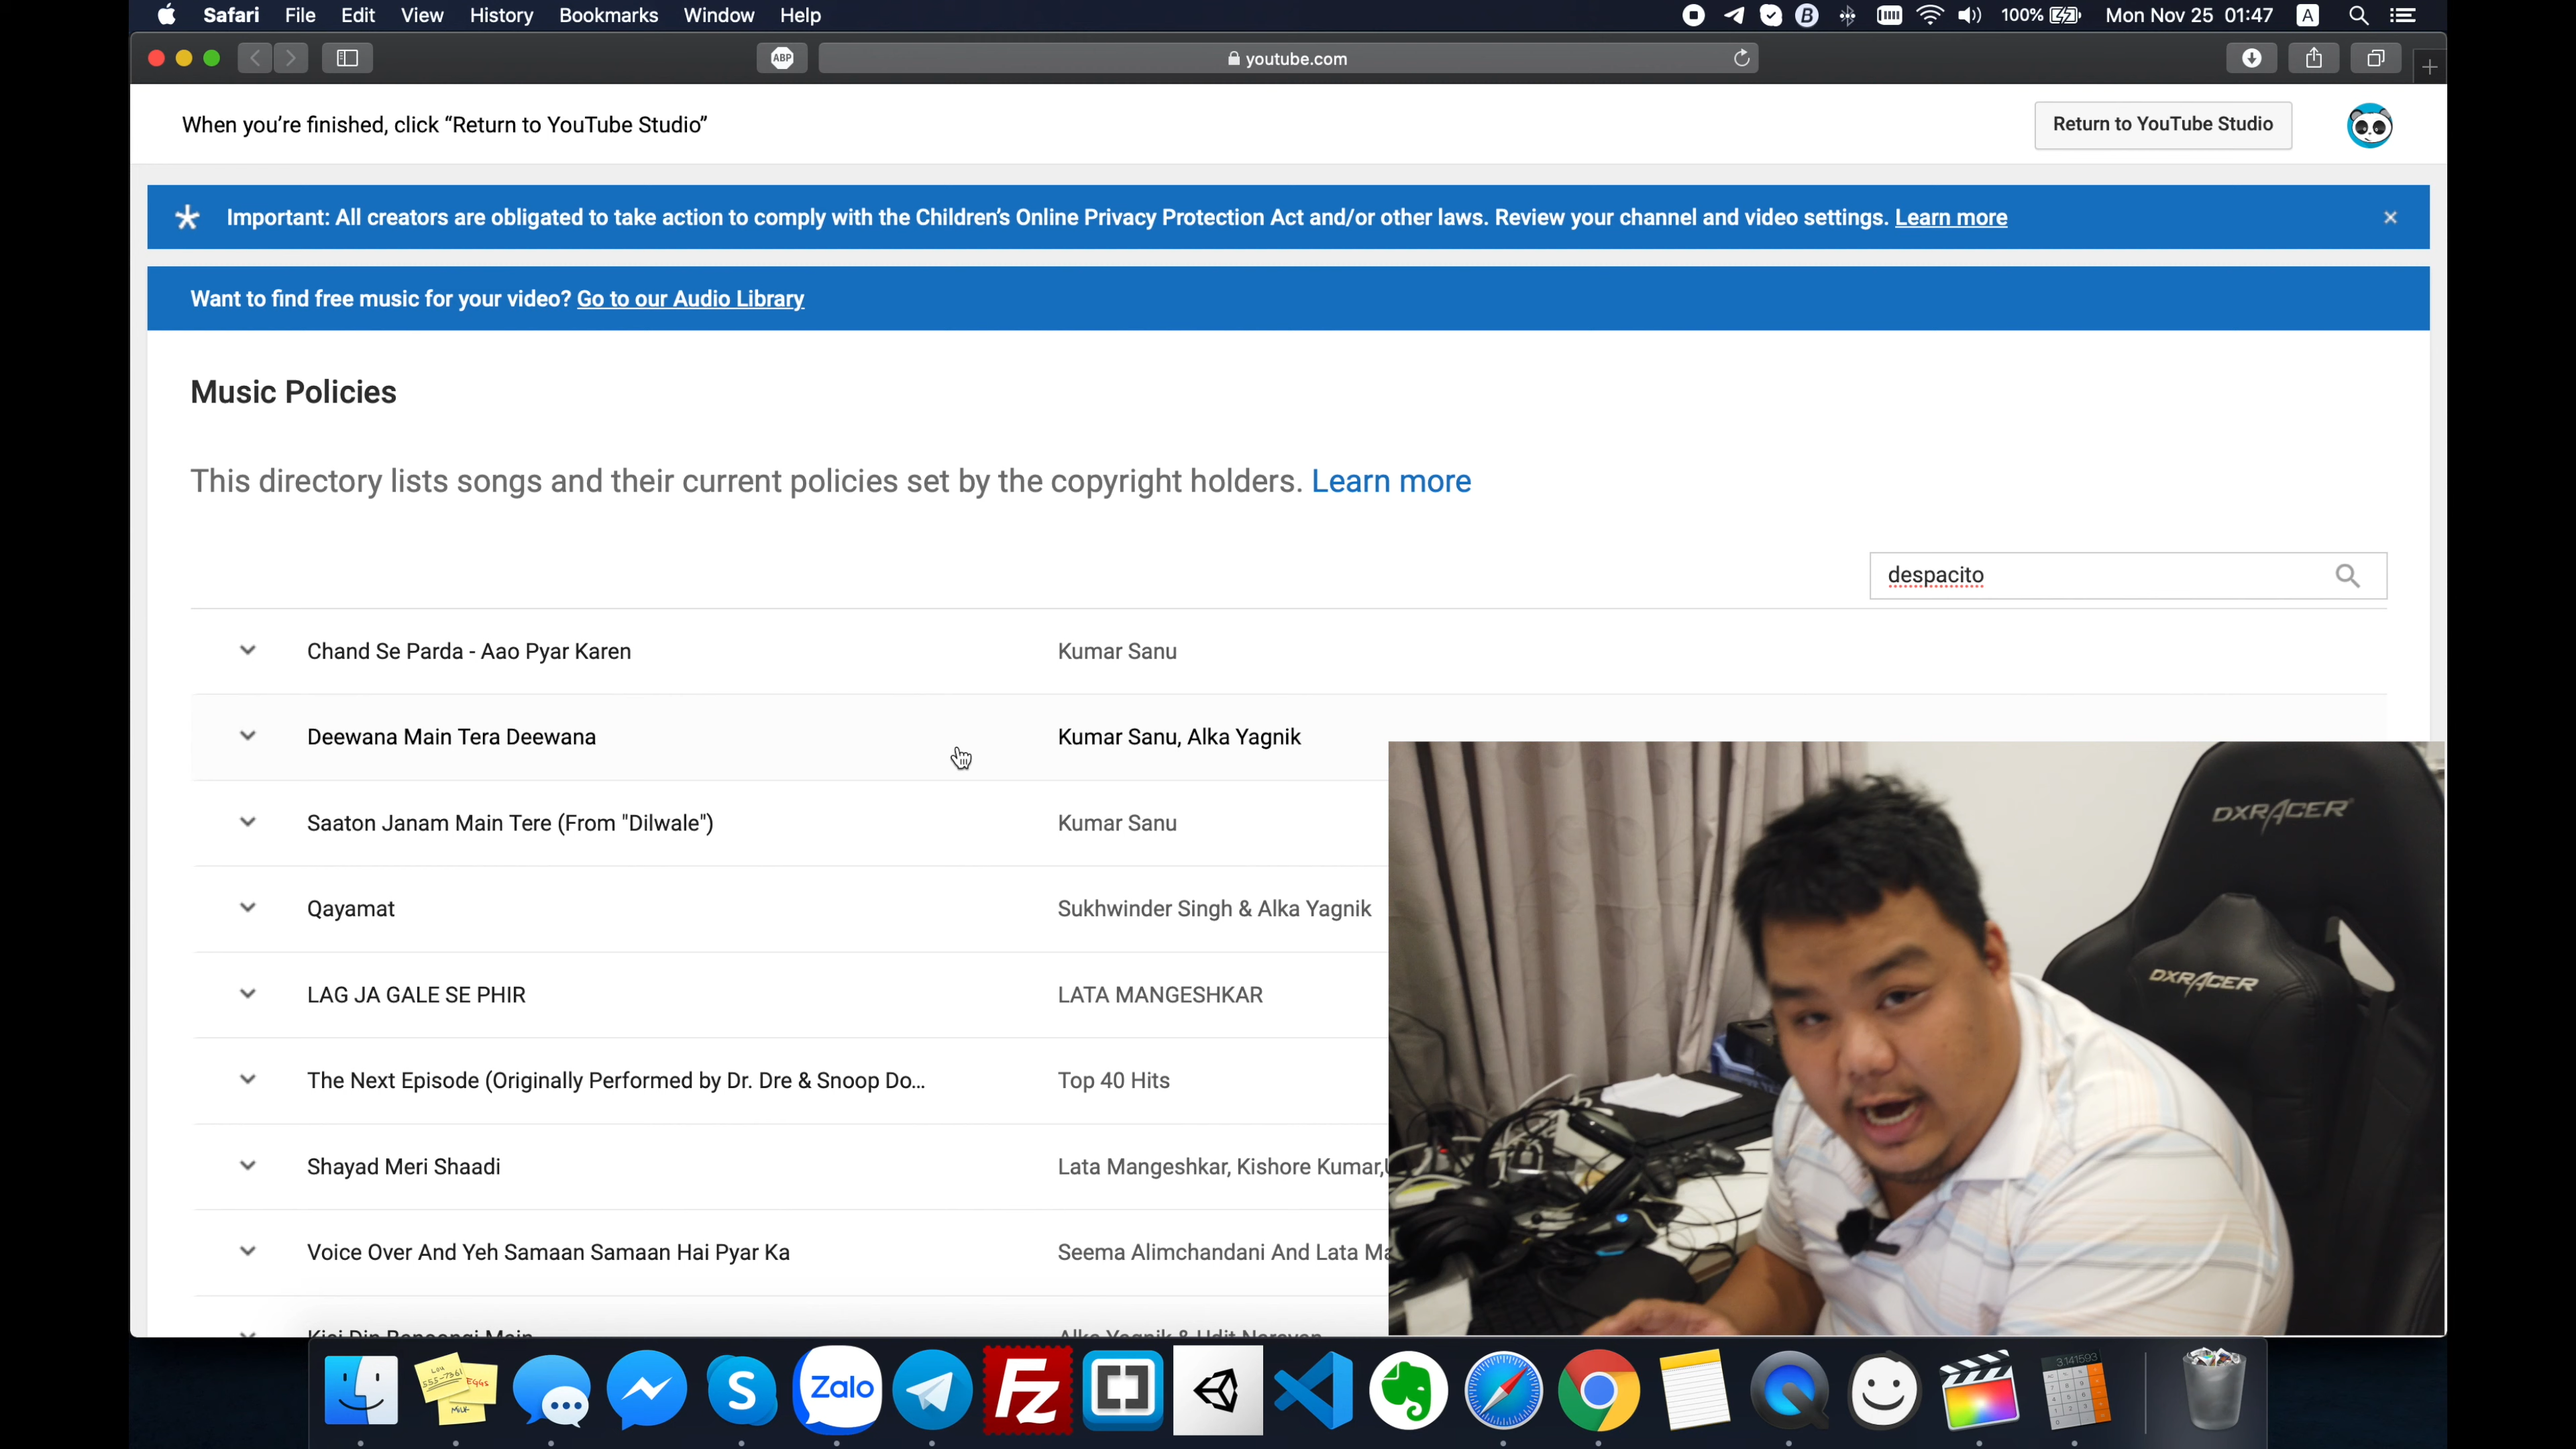 Safari File Edit View History Bookmarks Window Help
100% Mon Nov 25 01:47 A
ABP
youtube.com
When you’re finished, click “Return to YouTube Studio”
Return to YouTube Studio
Important: All creators are obligated to take action to comply with the Children's Online Privacy Protection Act and/or other laws. Review your channel and video settings. Learn more
Want to find free music for your video? Go to our Audio Library
Music Policies
This directory lists songs and their current policies set by the copyright holders. Learn more
despacito
Chand Se Parda - Aao Pyar Karen Kumar Sanu
Deewana Main Tera Deewana Kumar Sanu, Alka Yagnik
Saaton Janam Main Tere (From "Dilwale") Kumar Sanu
Qayamat Sukhwinder Singh & Alka Yagnik
LAG JA GALE SE PHIR LATA MANGESHKAR
The Next Episode (Originally Performed by Dr. Dre & Snoop Do... Top 40 Hits
Shayad Meri Shaadi Lata Mangeshkar, Kishore Kumar,
Voice Over And Yeh Samaan Samaan Hai Pyar Ka Seema Alimchandani And Lata
DXRACER
DXRACER
555-7361
EGGS
MILK
S
Zalo
Fz
3.141593